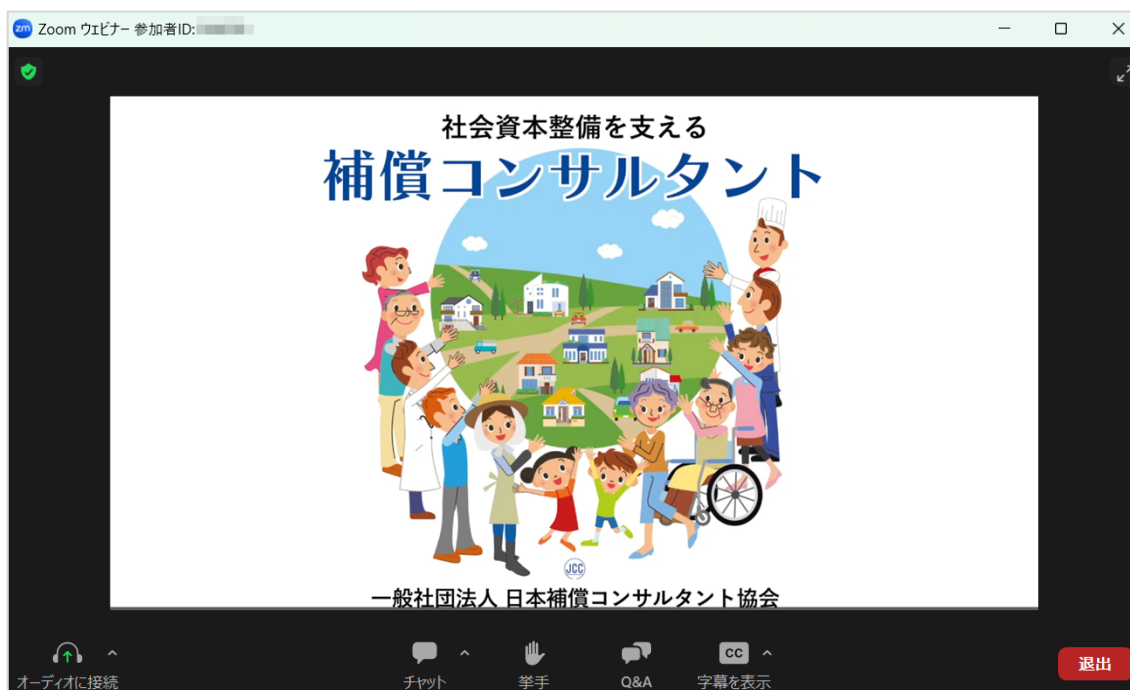 zm Zoom ウェビナー 参加者ID:
社会資本整備を支える
補償コンサルタント
JCC
一般社団法人 日本補償コンサルタント協会
オーディオに接続
チャット
挙手
Q&A
CC
字幕を表示
退出